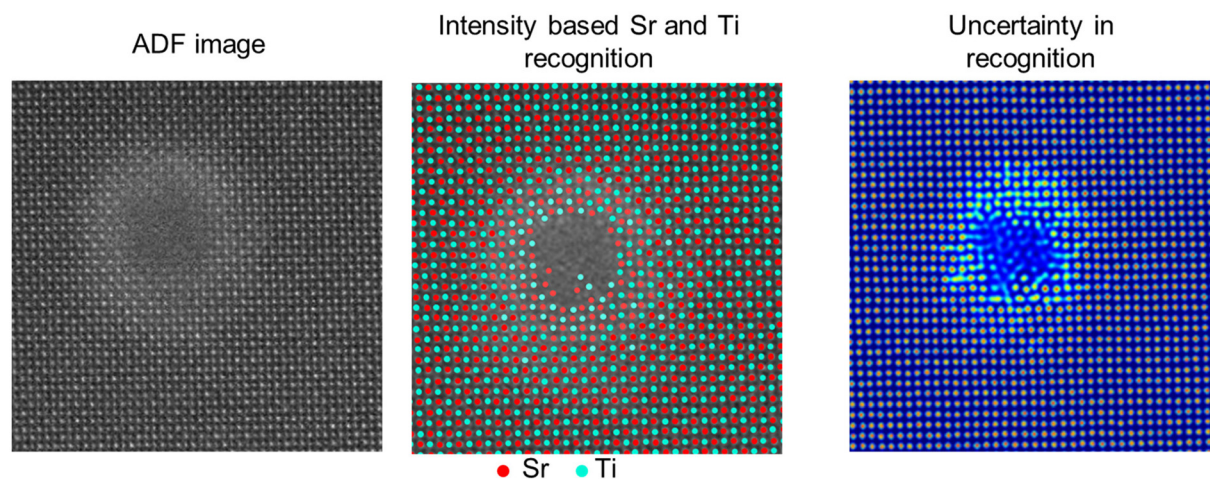 ADF image
Intensity based Sr and Ti
recognition
Uncertainty in
recognition
Sr Ti